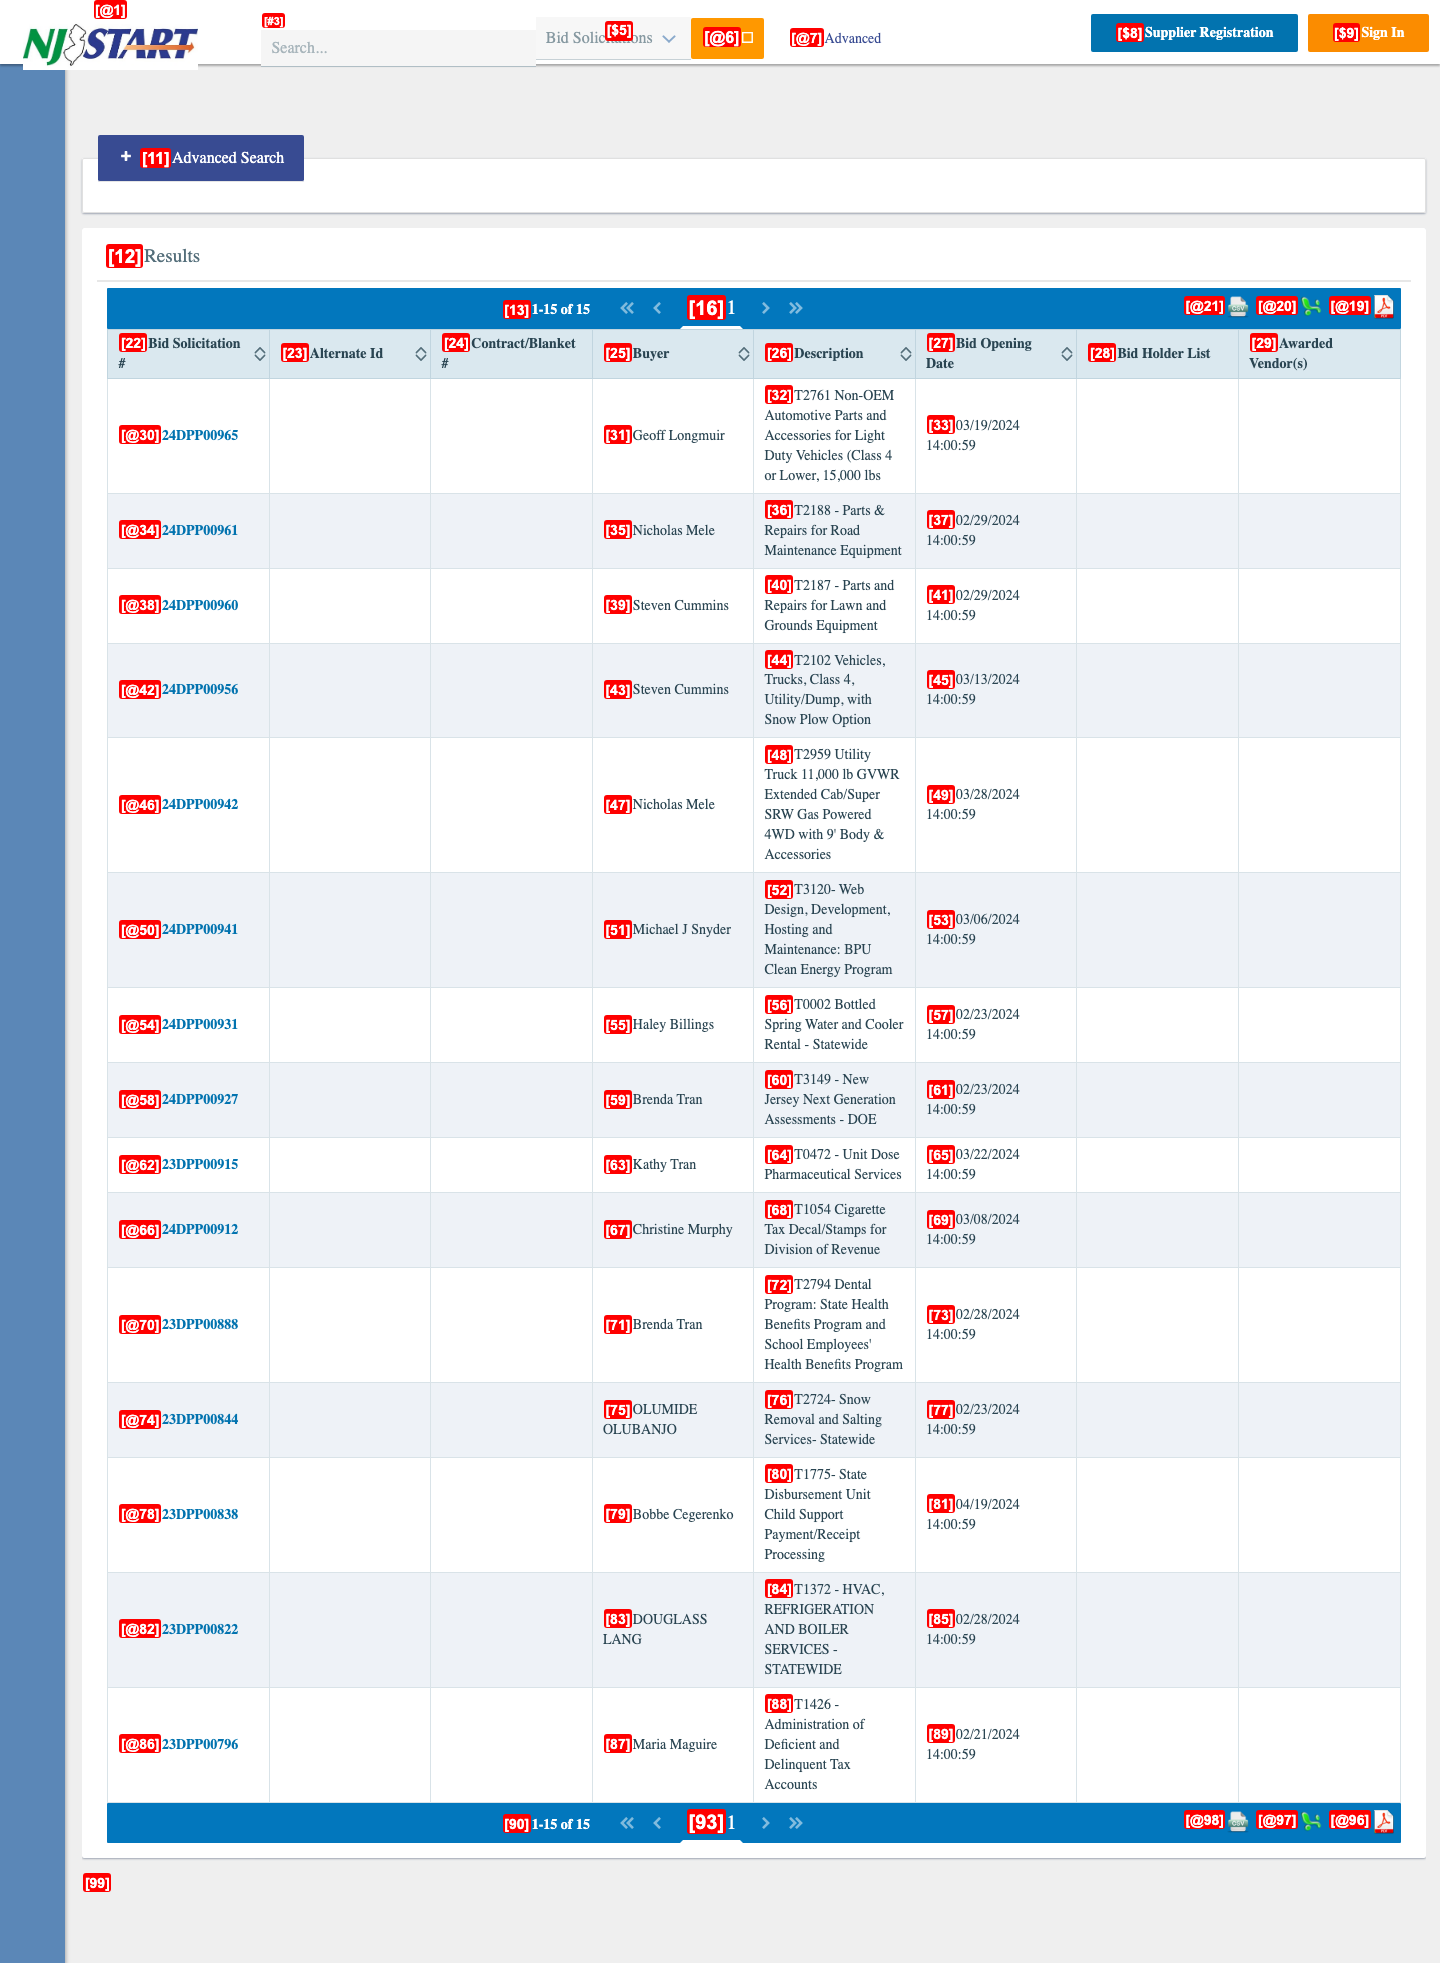 [@1]
NJ START
[#3]
Search...
Bid Solicitations
[$5]
[@6]
[@7] Advanced
[$8] Supplier Registration
[$9] Sign In
+ [11] Advanced Search
[12] Results
[13] 1-15 of 15
[16] 1
[@21] CSV [@20] [@19]
[22] Bid Solicitation
#
[23] Alternate Id
[24] Contract/Blanket
#
[25] Buyer
[26] Description
[27] Bid Opening
Date
[28] Bid Holder List
[29] Awarded
Vendor(s)
[@30] 24DPP00965
[31] Geoff Longmuir
[32] T2761 Non-OEM
Automotive Parts and
Accessories for Light
Duty Vehicles (Class 4
or Lower, 15,000 lbs
[33] 03/19/2024
14:00:59
[@34] 24DPP00961
[35] Nicholas Mele
[36] T2188 - Parts &
Repairs for Road
Maintenance Equipment
[37] 02/29/2024
14:00:59
[@38] 24DPP00960
[39] Steven Cummins
[40] T2187 - Parts and
Repairs for Lawn and
Grounds Equipment
[41] 02/29/2024
14:00:59
[@42] 24DPP00956
[43] Steven Cummins
[44] T2102 Vehicles,
Trucks, Class 4,
Utility/Dump, with
Snow Plow Option
[45] 03/13/2024
14:00:59
[@46] 24DPP00942
[47] Nicholas Mele
[48] T2959 Utility
Truck 11,000 lb GVWR
Extended Cab/Super
SRW Gas Powered
4WD with 9' Body &
Accessories
[49] 03/28/2024
14:00:59
[@50] 24DPP00941
[51] Michael J Snyder
[52] T3120- Web
Design, Development,
Hosting and
Maintenance: BPU
Clean Energy Program
[53] 03/06/2024
14:00:59
[@54] 24DPP00931
[55] Haley Billings
[56] T0002 Bottled
Spring Water and Cooler
Rental - Statewide
[57] 02/23/2024
14:00:59
[@58] 24DPP00927
[59] Brenda Tran
[60] T3149 - New
Jersey Next Generation
Assessments - DOE
[61] 02/23/2024
14:00:59
[@62] 23DPP00915
[63] Kathy Tran
[64] T0472 - Unit Dose
Pharmaceutical Services
[65] 03/22/2024
14:00:59
[@66] 24DPP00912
[67] Christine Murphy
[68] T1054 Cigarette
Tax Decal/Stamps for
Division of Revenue
[69] 03/08/2024
14:00:59
[@70] 23DPP00888
[71] Brenda Tran
[72] T2794 Dental
Program: State Health
Benefits Program and
School Employees'
Health Benefits Program
[73] 02/28/2024
14:00:59
[@74] 23DPP00844
[75] OLUMIDE
OLUBANJO
[76] T2724- Snow
Removal and Salting
Services- Statewide
[77] 02/23/2024
14:00:59
[@78] 23DPP00838
[79] Bobbe Cegerenko
[80] T1775- State
Disbursement Unit
Child Support
Payment/Receipt
Processing
[81] 04/19/2024
14:00:59
[@82] 23DPP00822
[83] DOUGLASS
LANG
[84] T1372 - HVAC,
REFRIGERATION
AND BOILER
SERVICES -
STATEWIDE
[85] 02/28/2024
14:00:59
[@86] 23DPP00796
[87] Maria Maguire
[88] T1426 -
Administration of
Deficient and
Delinquent Tax
Accounts
[89] 02/21/2024
14:00:59
[90] 1-15 of 15
[93] 1
[@98] CSV [@97] [@96]
[99]